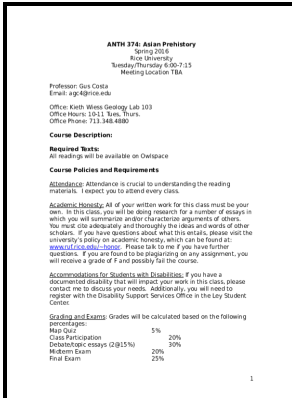 ANTH 374: Asian Prehistory
Spring 2016
Rice University
Tuesday/Thursday 6:00-7:15
Meeting Location TBA
Professor: Gus Costa
Email: agc4@rice.edu
Office: Kieth Wiess Geology Lab 103
Office Hours: 10-11 Tues, Thurs.
Office Phone: 713.348.4880
Course Description:
Required Texts:
All readings will be available on Owlspace
Course Policies and Requirements
Attendance: Attendance is crucial to understanding the reading
materials. I expect you to attend every class.
Academic Honesty: All of your written work for this class must be your
own. In this class, you will be doing research for a number of essays in
which you will summarize and/or characterize arguments of others.
You must cite adequately and thoroughly the ideas and words of other
scholars. If you have questions about what this entails, please visit the
university's policy on academic honesty, which can be found at:
www.ruf.rice.edu/~honor. Please talk to me if you have further
questions. If you are found to be plagiarizing on any assignment, you
will receive a grade of F and possibly fail the course.
Accommodations for Students with Disabilities: If you have a
documented disability that will impact your work in this class, please
contact me to discuss your needs. Additionally, you will need to
register with the Disability Support Services Office in the Ley Student
Center.
Grading and Exams: Grades will be calculated based on the following
percentages:
Map Quiz 5%
Class Participation 20%
Debate/topic essays (2@15%) 30%
Midterm Exam 20%
Final Exam 25%
1